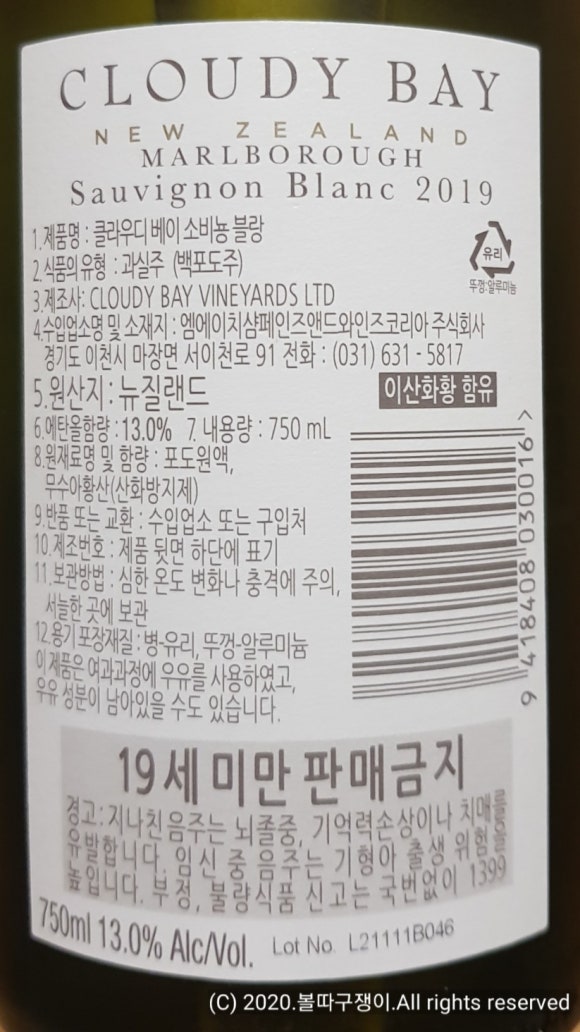 CLOUDY BAY
NEW ZEALAND
MARLBOROUGH
Sauvignon Blanc 2019
1.제품명 : 클라우디 베이 소비뇽 블랑
2.식품의 유형 : 과실주 (백포도주)
유리
뚜껑:알루미늄
3.제조사: CLOUDY BAY VINEYARDS LTD
4.수입업소명 및 소재지 : 엠에이치샴페인즈앤드와인즈코리아 주식회사
경기도 이천시 마장면 서이천로 91 전화 : (031) 631 - 5817
5.원산지 : 뉴질랜드
이산화황 함유
6.에탄올함량 : 13.0% 7. 내용량 : 750 mL
8.원재료명 및 함량 : 포도원액,
무수아황산(산화방지제)
9.반품 또는 교환 : 수입업소 또는 구입처
10.제조번호 : 제품 뒷면 하단에 표기
11.보관방법 : 심한 온도 변화나 충격에 주의,
서늘한 곳에 보관
12.용기포장재질 : 병-유리, 뚜껑-알루미늄
이 제품은 여과과정에 우유를 사용하였고,
우유 성분이 남아있을 수도 있습니다.
9 418408 030016 >
19세 미만 판매금지
경고 : 지나친 음주는 뇌졸중, 기억력손상이나 치매를
유발합니다. 임신 중 음주는 기형아 출생 위험을
높입니다. 부정, 불량식품 신고는 국번없이 1399
750ml 13.0% Alc/Vol. Lot No. L21111B046
(C) 2020.볼따구쟁이.All rights reserved